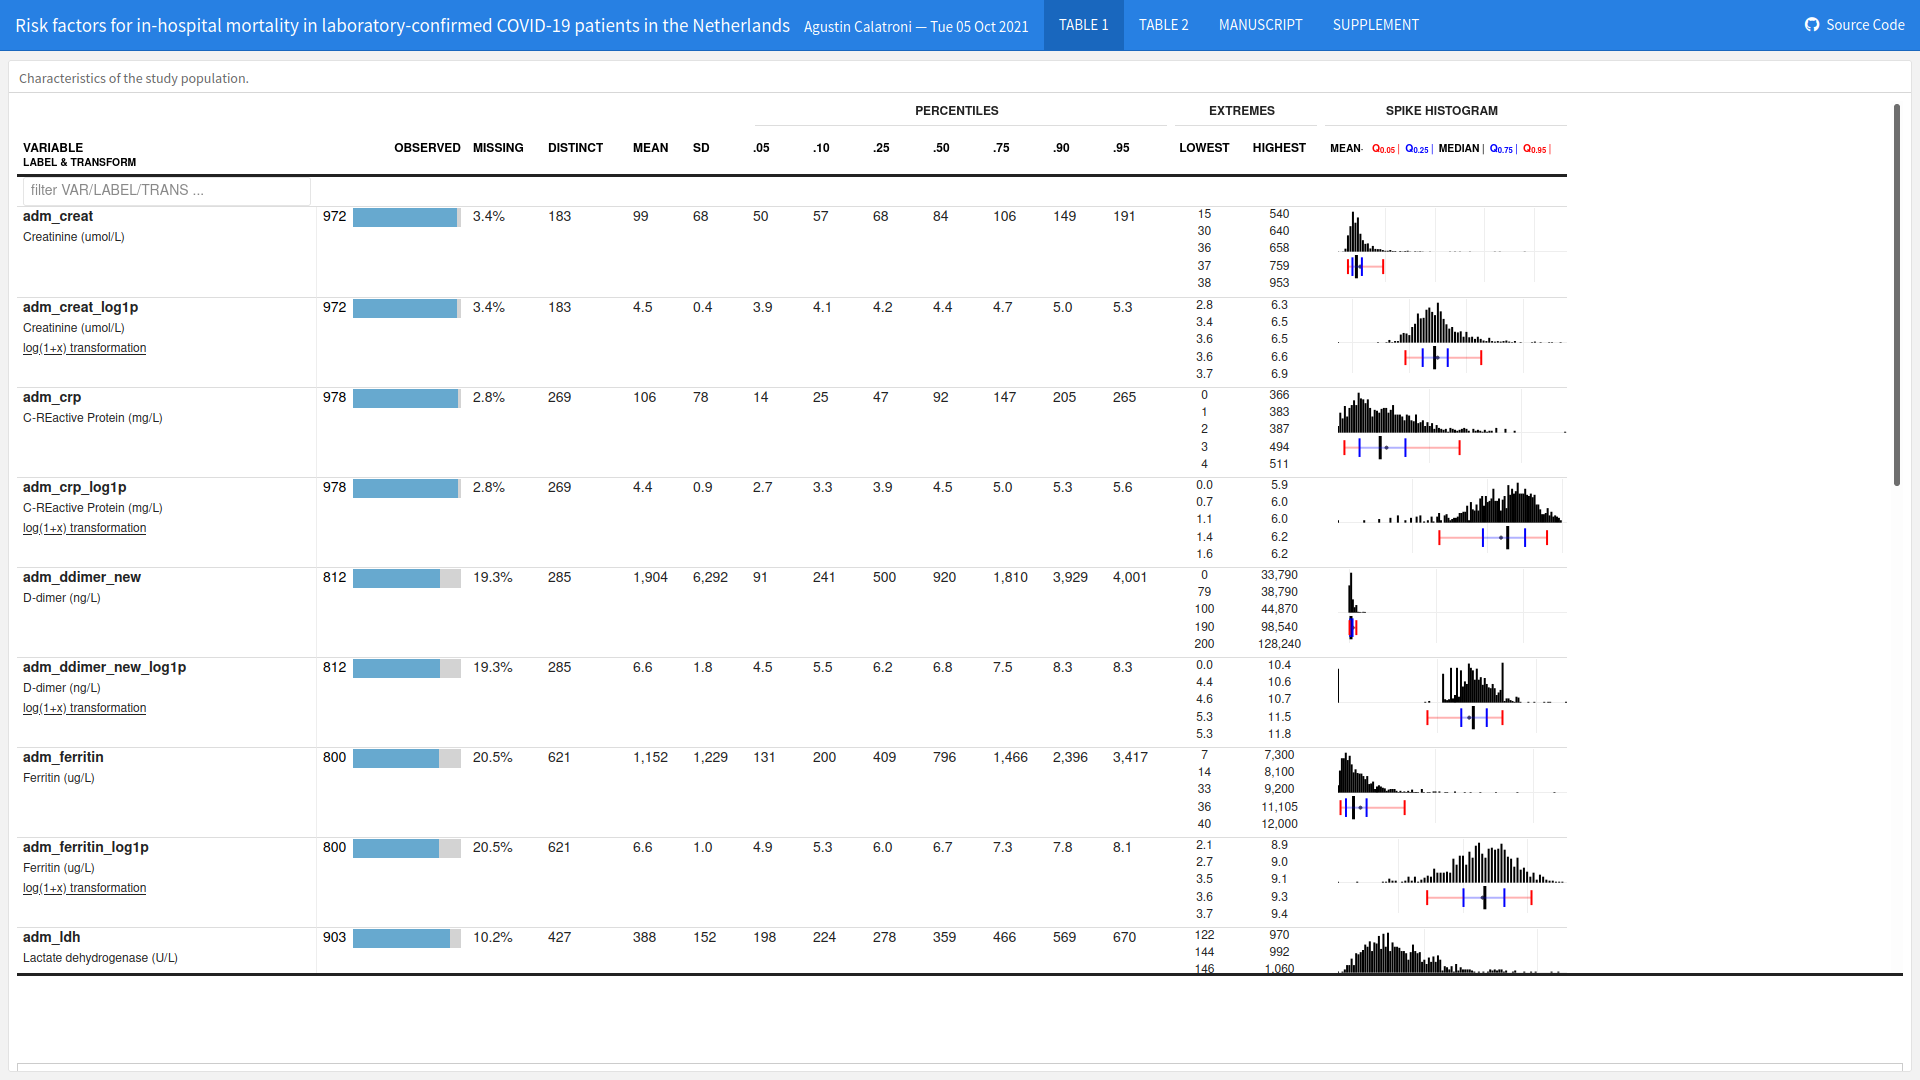 Risk factors for in-hospital mortality in laboratory-confirmed COVID-19 patients in the Netherlands Agustin Calatroni — Tue 05 Oct 2021 TABLE 1 TABLE 2 MANUSCRIPT SUPPLEMENT Source Code
Characteristics of the study population.
PERCENTILES EXTREMES SPIKE HISTOGRAM
VARIABLE OBSERVED MISSING DISTINCT MEAN SD .05 .10 .25 .50 .75 .90 .95 LOWEST HIGHEST MEAN· Q0.05 | Q0.25 | MEDIAN | Q0.75 | Q0.95 |
LABEL & TRANSFORM
filter VAR/LABEL/TRANS ...
adm_creat 972 3.4% 183 99 68 50 57 68 84 106 149 191 15 540
Creatinine (umol/L) 30 640
36 658
37 759
38 953
adm_creat_log1p 972 3.4% 183 4.5 0.4 3.9 4.1 4.2 4.4 4.7 5.0 5.3 2.8 6.3
Creatinine (umol/L) 3.4 6.5
log(1+x) transformation 3.6 6.5
3.6 6.6
3.7 6.9
adm_crp 978 2.8% 269 106 78 14 25 47 92 147 205 265 0 366
C-REactive Protein (mg/L) 1 383
2 387
3 494
4 511
adm_crp_log1p 978 2.8% 269 4.4 0.9 2.7 3.3 3.9 4.5 5.0 5.3 5.6 0.0 5.9
C-REactive Protein (mg/L) 0.7 6.0
log(1+x) transformation 1.1 6.0
1.4 6.2
1.6 6.2
adm_ddimer_new 812 19.3% 285 1,904 6,292 91 241 500 920 1,810 3,929 4,001 0 33,790
D-dimer (ng/L) 79 38,790
100 44,870
190 98,540
200 128,240
adm_ddimer_new_log1p 812 19.3% 285 6.6 1.8 4.5 5.5 6.2 6.8 7.5 8.3 8.3 0.0 10.4
D-dimer (ng/L) 4.4 10.6
log(1+x) transformation 4.6 10.7
5.3 11.5
5.3 11.8
adm_ferritin 800 20.5% 621 1,152 1,229 131 200 409 796 1,466 2,396 3,417 7 7,300
Ferritin (ug/L) 14 8,100
33 9,200
36 11,105
40 12,000
adm_ferritin_log1p 800 20.5% 621 6.6 1.0 4.9 5.3 6.0 6.7 7.3 7.8 8.1 2.1 8.9
Ferritin (ug/L) 2.7 9.0
log(1+x) transformation 3.5 9.1
3.6 9.3
3.7 9.4
adm_ldh 903 10.2% 427 388 152 198 224 278 359 466 569 670 122 970
Lactate dehydrogenase (U/L) 144 992
146 1,060